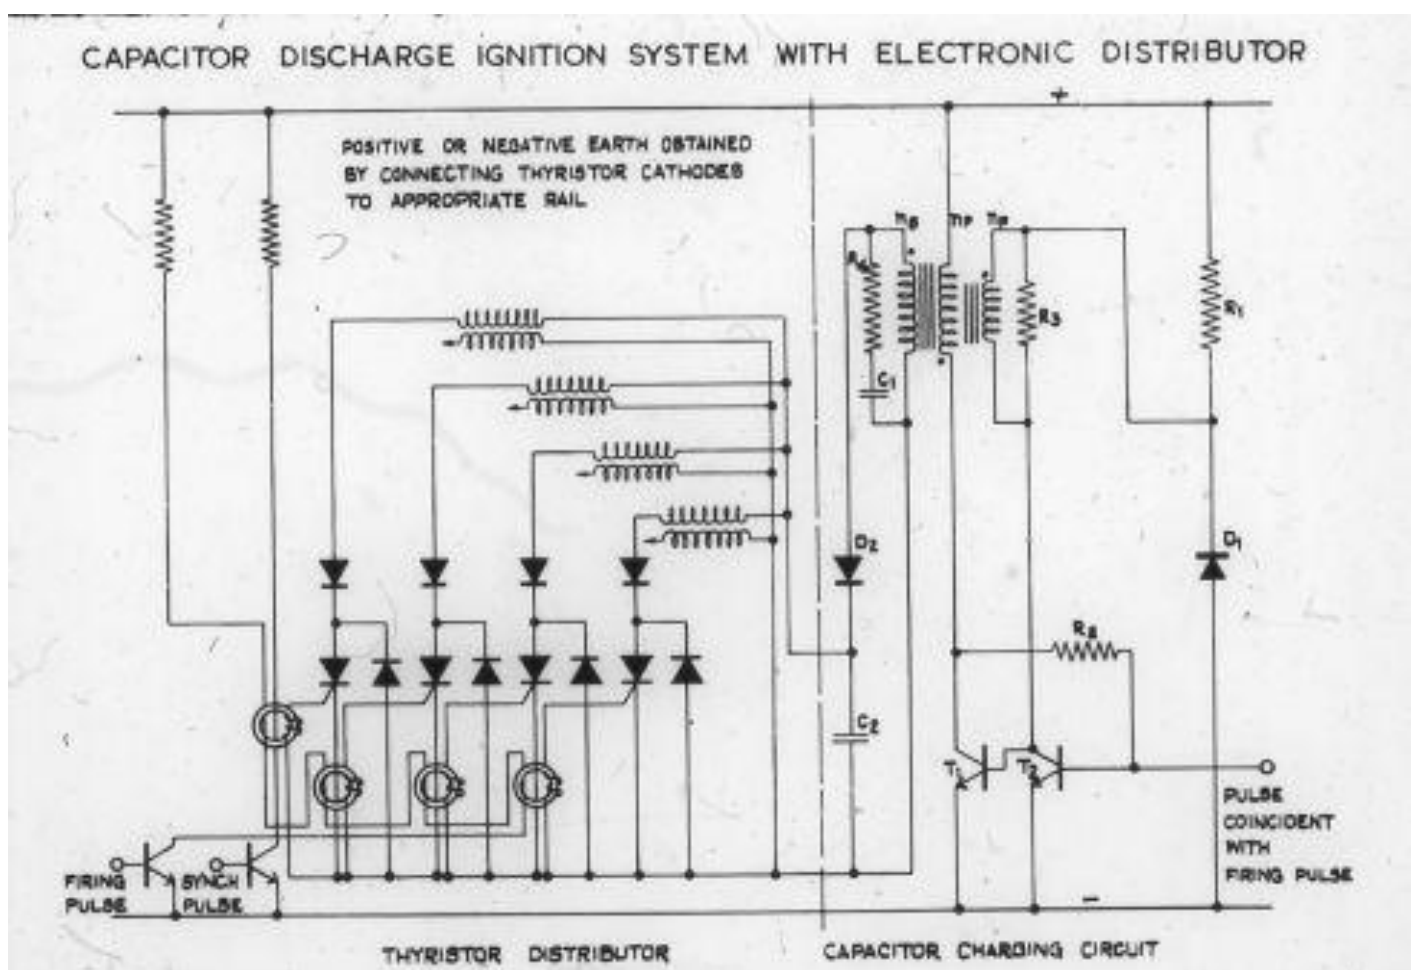 CAPACITOR DISCHARGE IGNITION SYSTEM WITH ELECTRONIC DISTRIBUTOR
+
POSITIVE OR NEGATIVE EARTH OBTAINED
BY CONNECTING THYRISTOR CATHODES
TO APPROPRIATE RAIL
nP
R3
R1
C1
D2
D1
C2
T1
PULSE
COINCIDENT
WITH
FIRING PULSE
FIRING
PULSE
SYNCH
PULSE
-
THYRISTOR DISTRIBUTOR
CAPACITOR CHARGING CIRCUIT